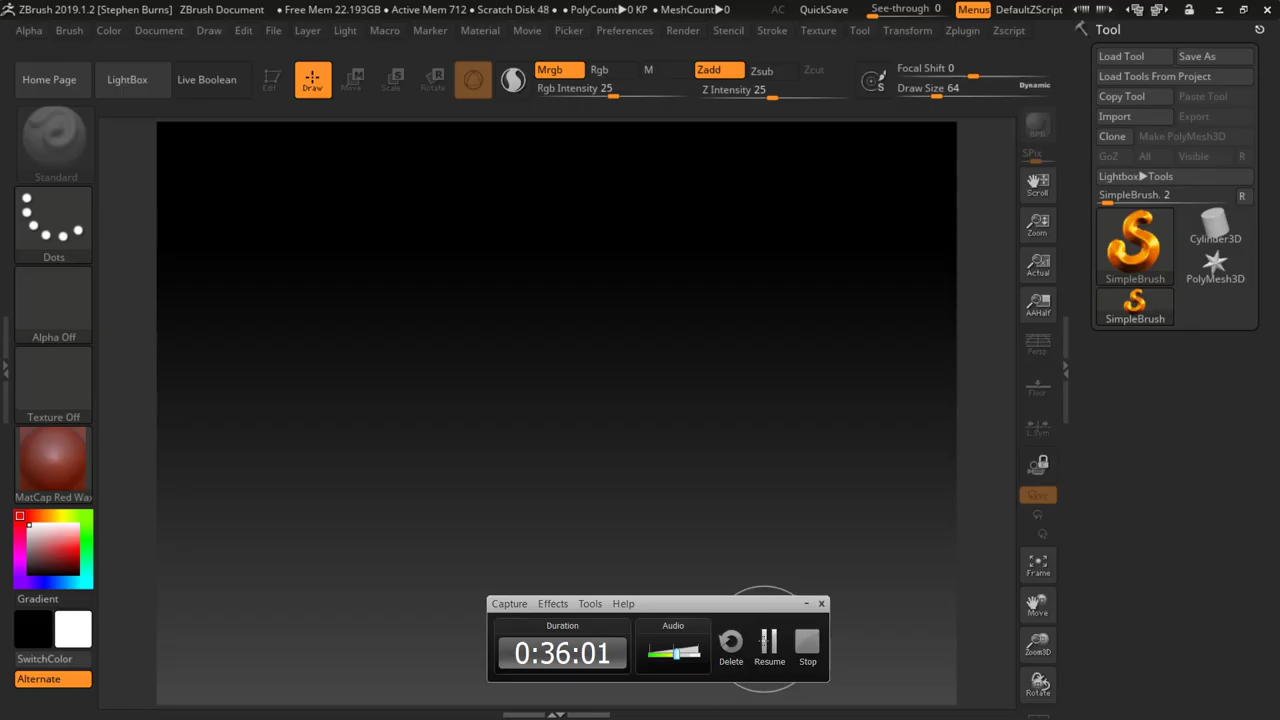 ZBrush 2019.1.2 [Stephen Burns] ZBrush Document • Free Mem 22.193GB • Active Mem 712 • Scratch Disk 48 • PolyCount▶0 KP • MeshCount▶0 AC QuickSave See-through 0 Menus DefaultZScript
Alpha Brush Color Document Draw Edit File Layer Light Macro Marker Material Movie Picker Preferences Render Stencil Stroke Texture Tool Transform Zplugin Zscript
Home Page LightBox Live Boolean
Edit Draw Move Scale Rotate
Mrgb Rgb M
Rgb Intensity 25
Zadd Zsub Zcut
Z Intensity 25
S
Focal Shift 0
Draw Size 64 Dynamic
Standard
Dots
Alpha Off
Texture Off
MatCap Red Wax
Gradient
SwitchColor
Alternate
BPR
SPix
Scroll
Zoom
Actual
AAHalf
Persp
Floor
L.Sym
Frame
Move
Zoom3D
Rotate
Tool
Load Tool Save As
Load Tools From Project
Copy Tool Paste Tool
Import Export
Clone Make PolyMesh3D
GoZ All Visible R
Lightbox▶Tools
SimpleBrush. 2 R
SimpleBrush
Cylinder3D
PolyMesh3D
SimpleBrush
Capture Effects Tools Help - x
Duration
0:36:01
Audio
Delete Resume Stop